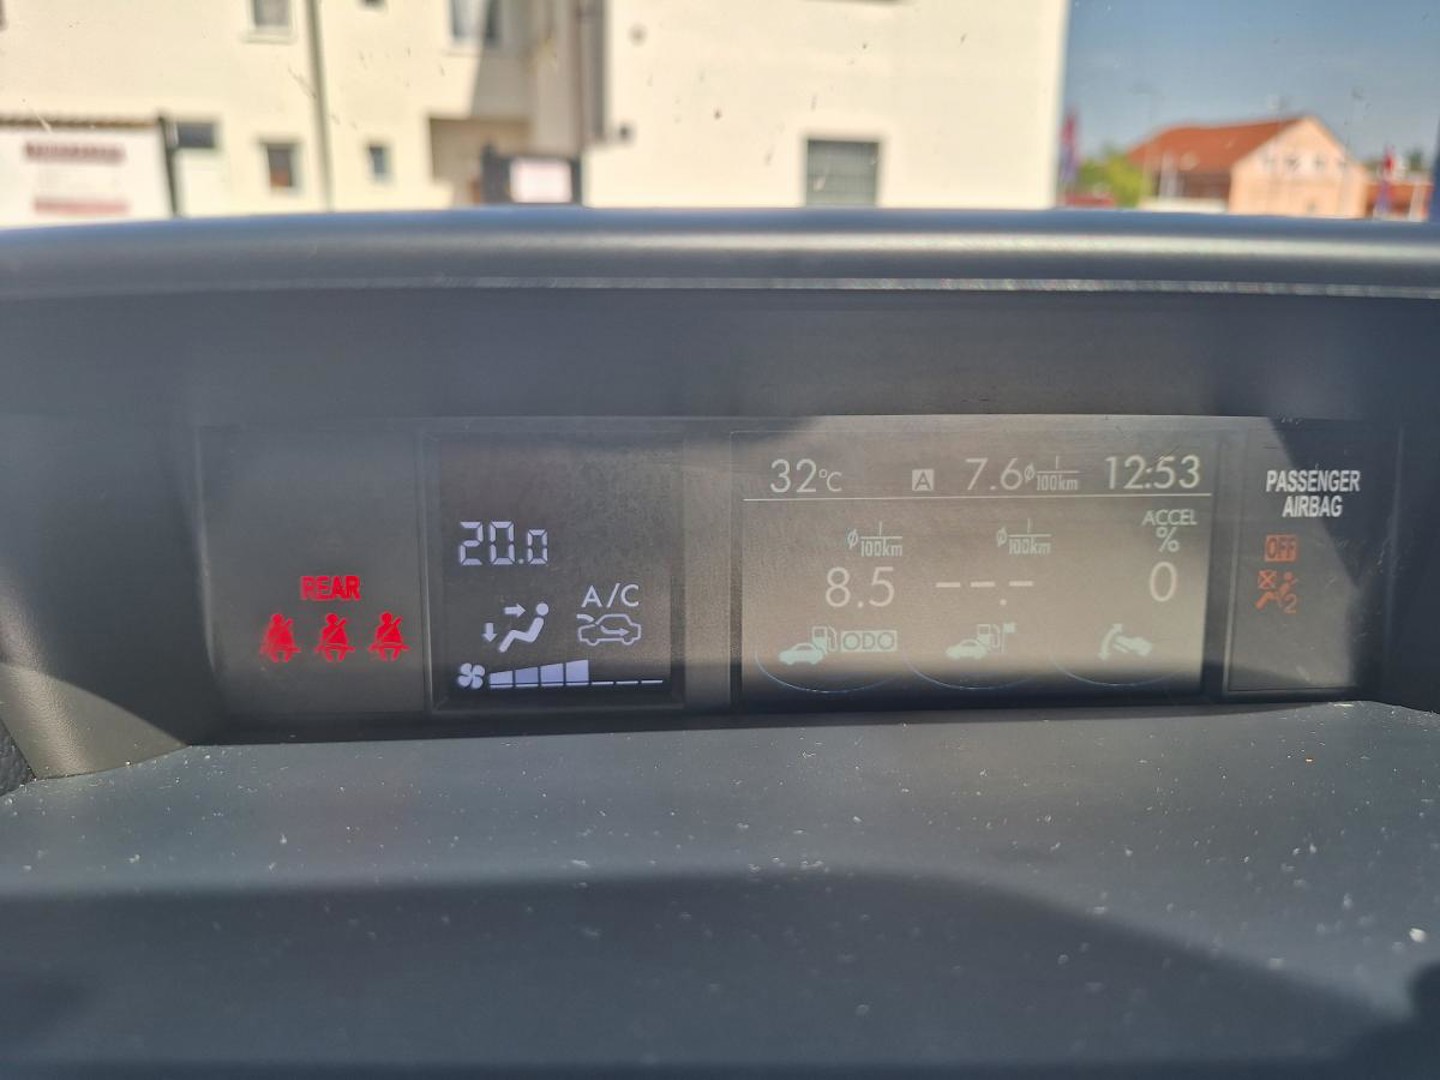 32°C A 7.6 ø l/100km 12:53
PASSENGER
AIRBAG
OFF
2
20.0
A/C
REAR
ø l/100km ø l/100km ACCEL
%
8.5 ---.- 0
ODO